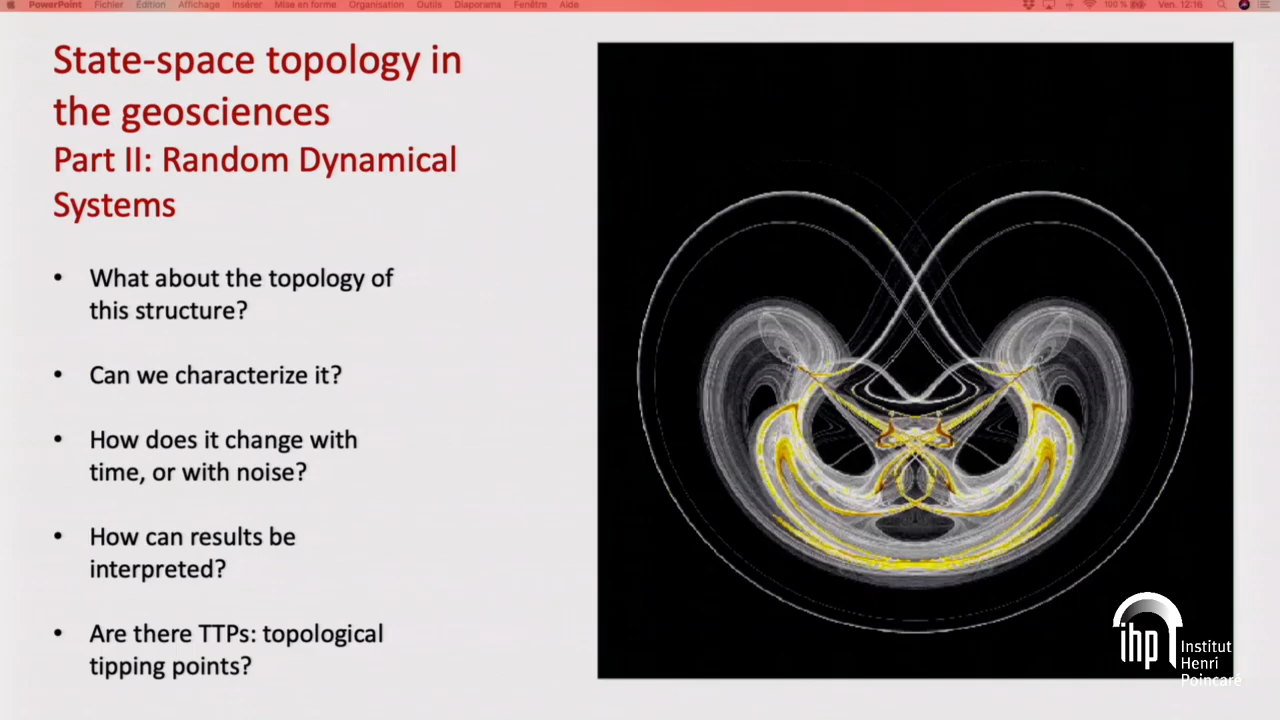 PowerPoint Fichier Édition Affichage Insérer Mise en forme Organisation Outils Diaporama Fenêtre Aide 100 % Ven. 12:16
State-space topology in
the geosciences
Part II: Random Dynamical
Systems
• What about the topology of
this structure?
• Can we characterize it?
• How does it change with
time, or with noise?
• How can results be
interpreted?
• Are there TTPs: topological
tipping points?
ihp
Institut
Henri
Poincaré